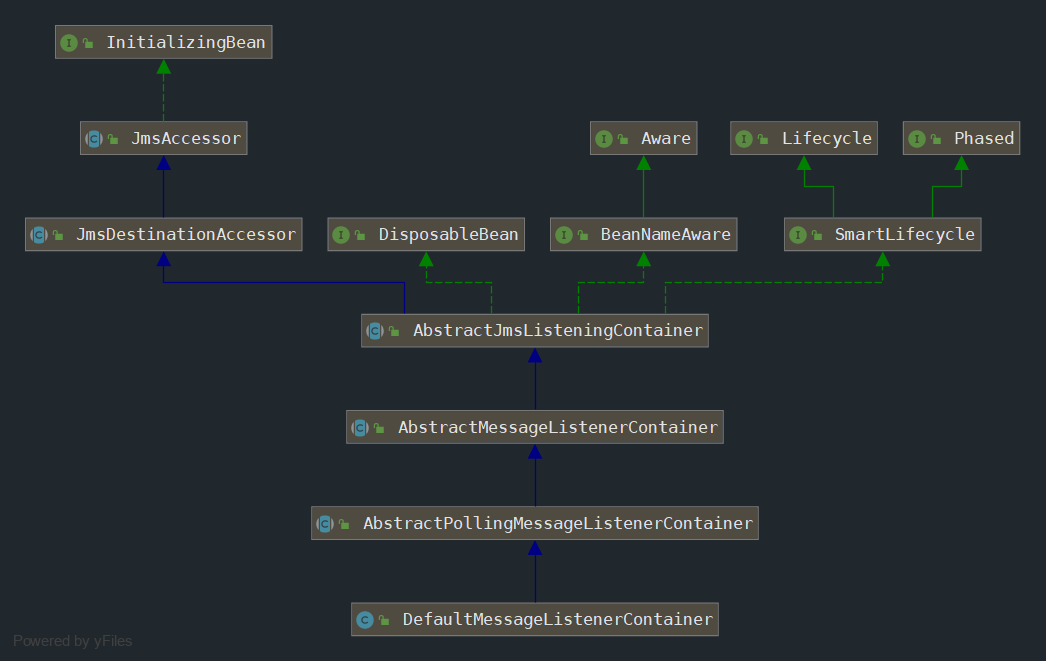 InitializingBean
JmsAccessor
Aware
Lifecycle
Phased
JmsDestinationAccessor
DisposableBean
BeanNameAware
SmartLifecycle
AbstractJmsListeningContainer
AbstractMessageListenerContainer
AbstractPollingMessageListenerContainer
DefaultMessageListenerContainer
Powered by yFiles